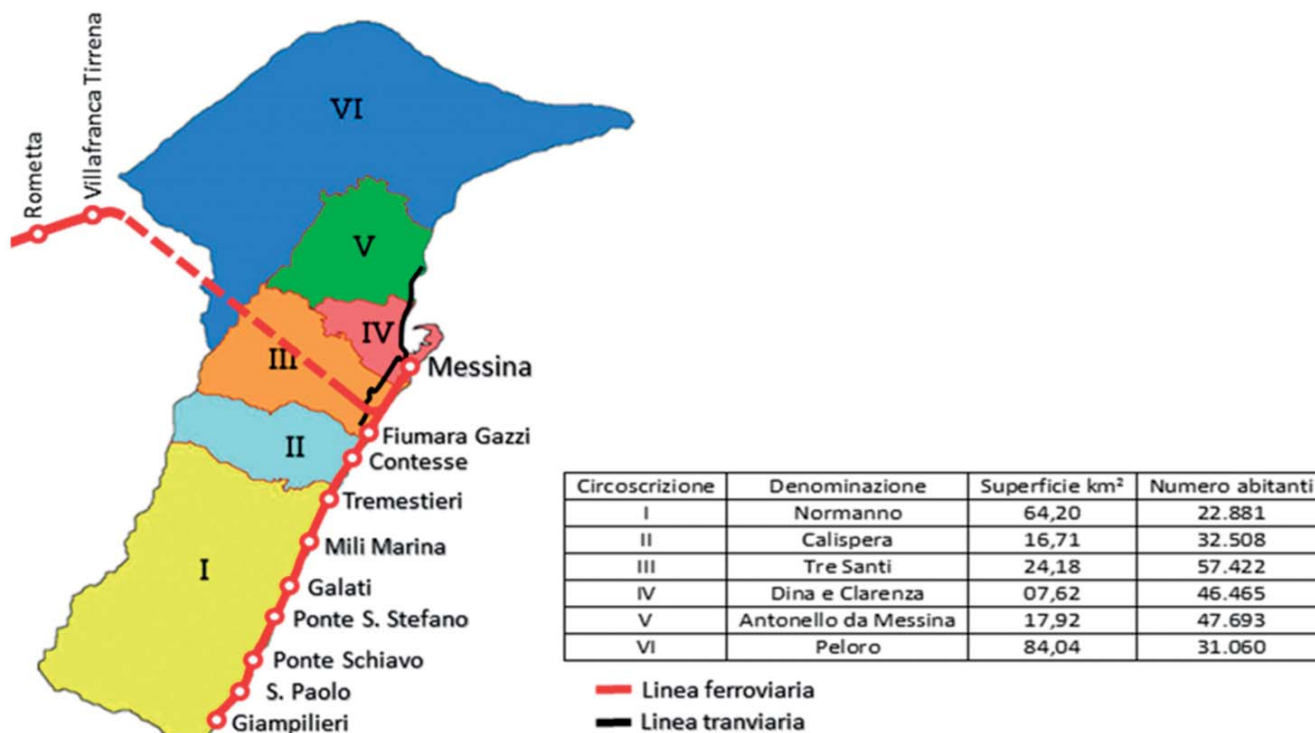 Rometta
Villafranca Tirrena
VI
V
IV
III
II
I
Messina
Fiumara Gazzi
Contesse
Tremestieri
Mili Marina
Galati
Ponte S. Stefano
Ponte Schiavo
S. Paolo
Giampilieri
Circoscrizione Denominazione Superficie km² Numero abitanti
I Normanno 64,20 22.881
II Calispera 16,71 32.508
III Tre Santi 24,18 57.422
IV Dina e Clarenza 07,62 46.465
V Antonello da Messina 17,92 47.693
VI Peloro 84,04 31.060
Linea ferroviaria
Linea tranviaria